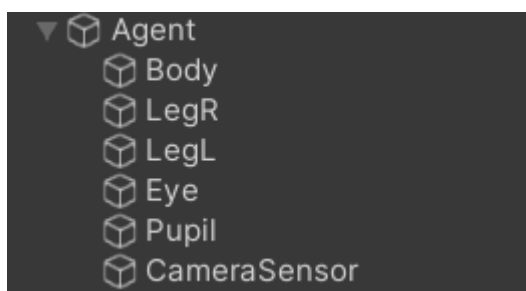 Agent
Body
LegR
LegL
Eye
Pupil
CameraSensor